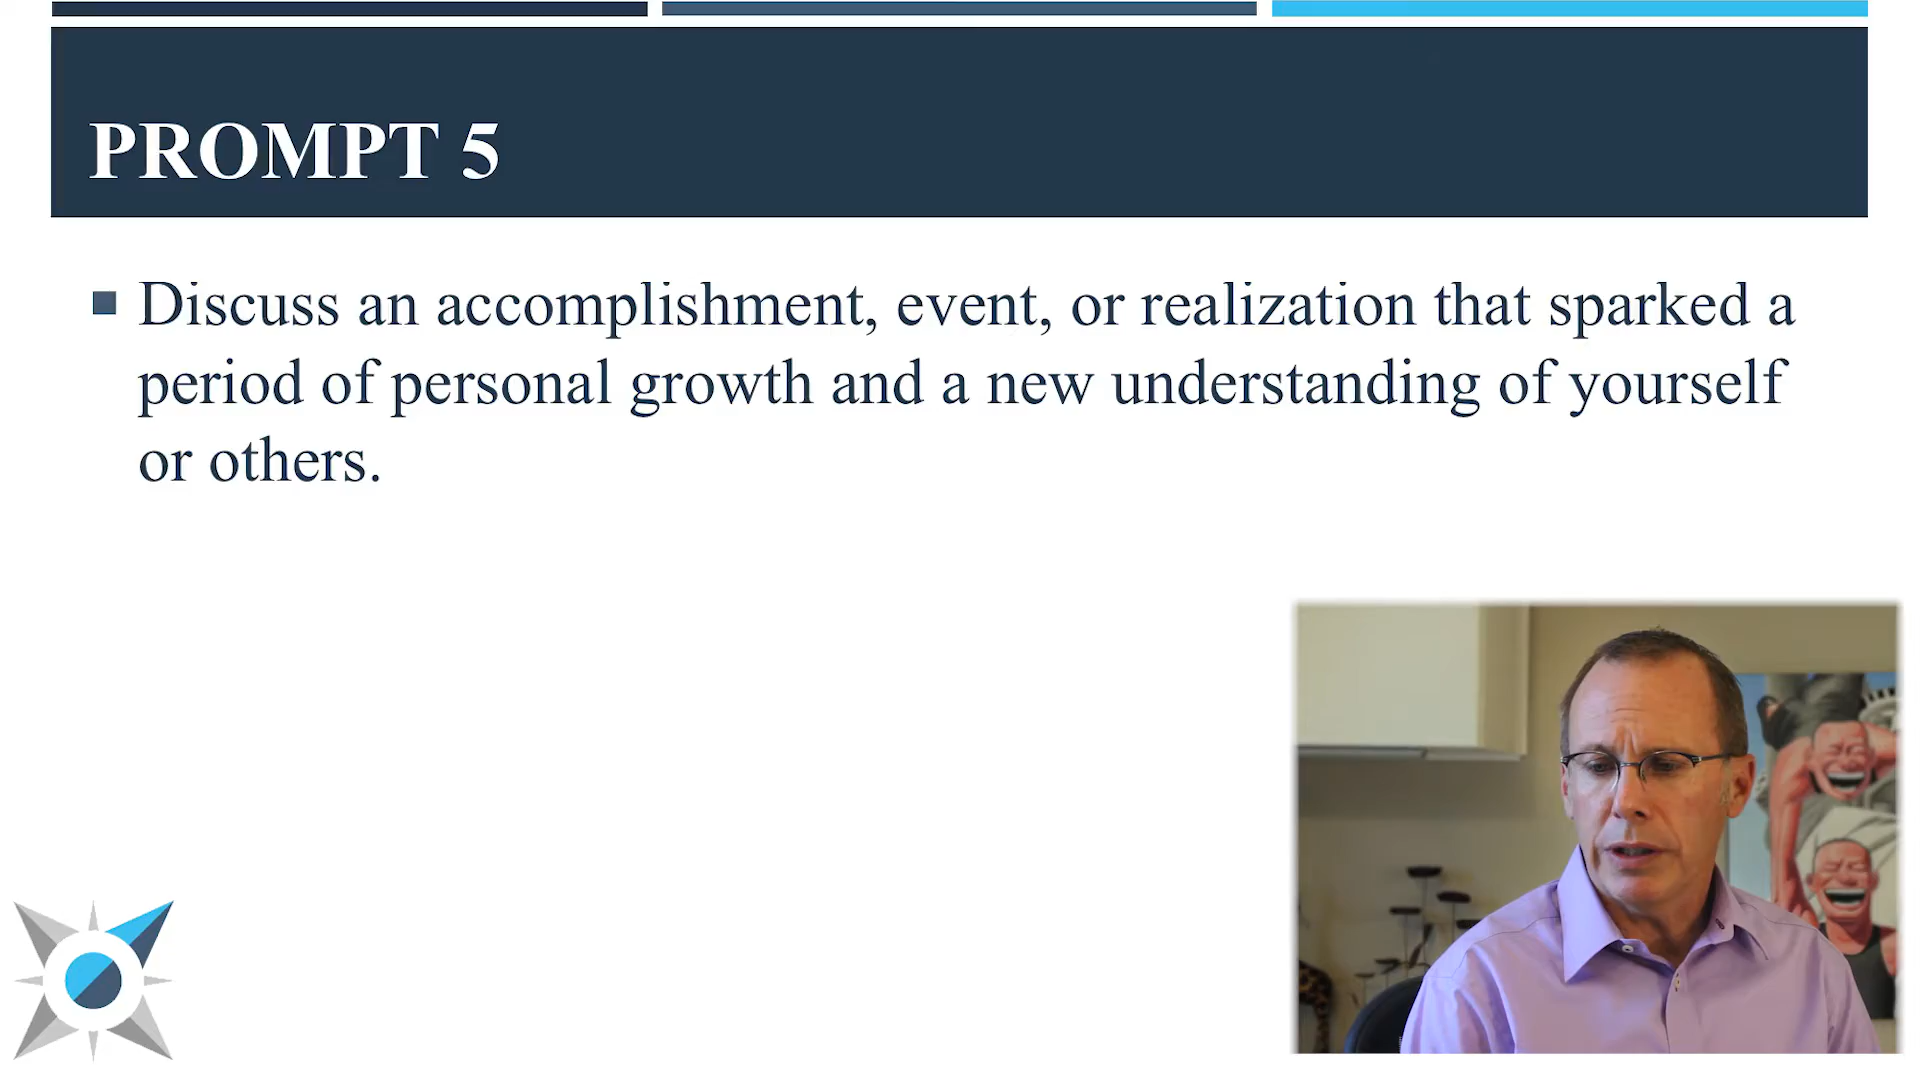 PROMPT 5
Discuss an accomplishment, event, or realization that sparked a
period of personal growth and a new understanding of yourself
or others.